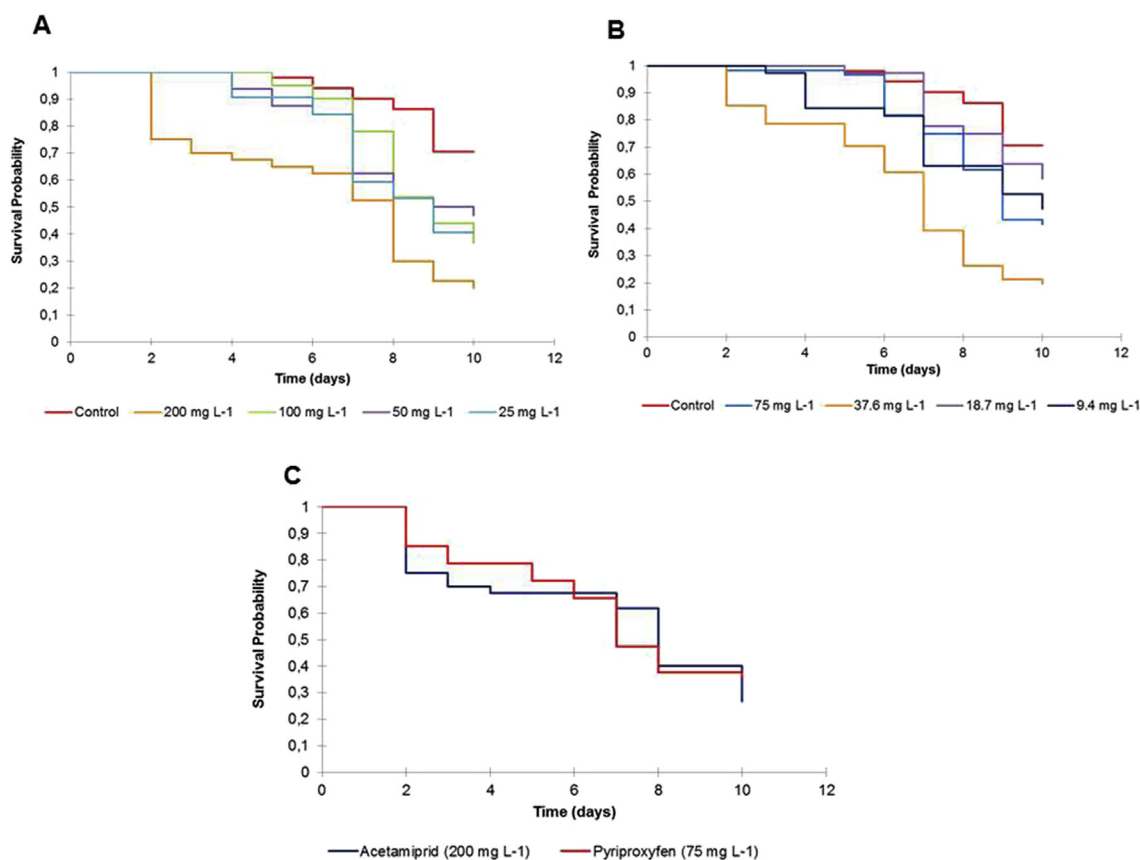 A
Survival Probability
1
0,9
0,8
0,7
0,6
0,5
0,4
0,3
0,2
0,1
0
0 2 4 6 8 10 12
Time (days)
Control 200 mg L-1 100 mg L-1 50 mg L-1 25 mg L-1
B
Survival Probability
1
0,9
0,8
0,7
0,6
0,5
0,4
0,3
0,2
0,1
0
0 2 4 6 8 10 12
Time (days)
Control 75 mg L-1 37.6 mg L-1 18.7 mg L-1 9.4 mg L-1
C
Survival Probability
1
0,9
0,8
0,7
0,6
0,5
0,4
0,3
0,2
0,1
0
0 2 4 6 8 10 12
Time (days)
Acetamiprid (200 mg L-1) Pyriproxyfen (75 mg L-1)